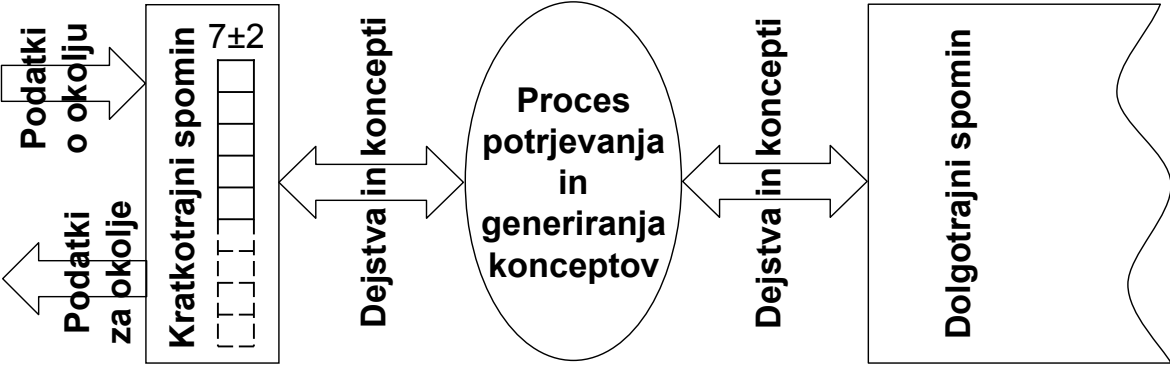 Podatki
o okolju
Podatki
za okolje
Kratkotrajni spomin
7±2
Dejstva in koncepti
Proces
potrjevanja
in
generiranja
konceptov
Dejstva in koncepti
Dolgotrajni spomin